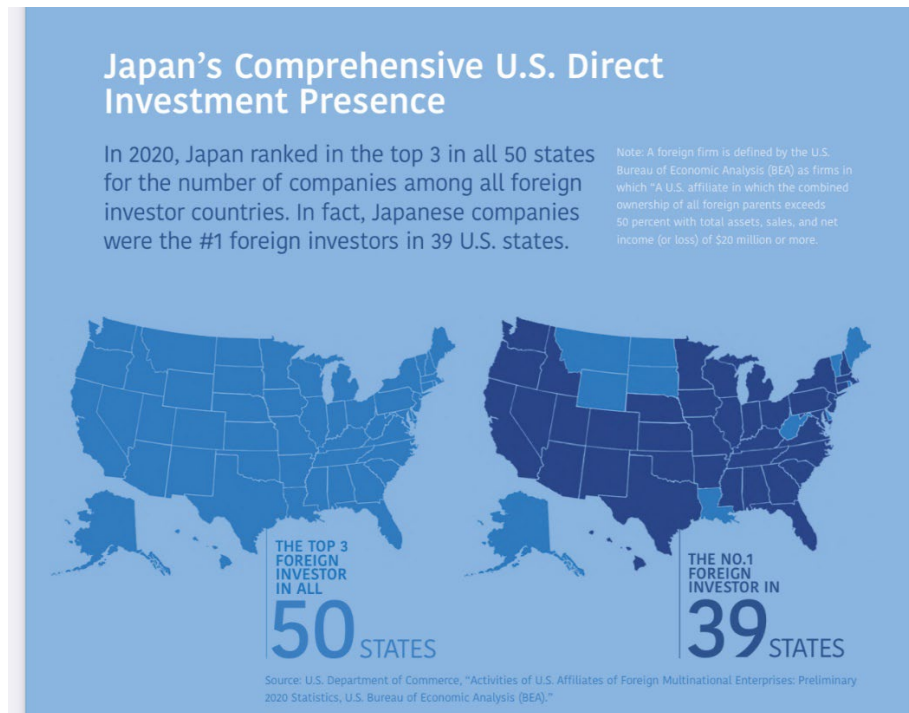 Japan’s Comprehensive U.S. Direct
Investment Presence
In 2020, Japan ranked in the top 3 in all 50 states
for the number of companies among all foreign
investor countries. In fact, Japanese companies
were the #1 foreign investors in 39 U.S. states.
Note: A foreign firm is defined by the U.S.
Bureau of Economic Analysis (BEA) as firms in
which “A U.S. affiliate in which the combined
ownership of all foreign parents exceeds
50 percent with total assets, sales, and net
income (or loss) of $20 million or more.
THE TOP 3
FOREIGN
INVESTOR
IN ALL
50 STATES
THE NO.1
FOREIGN
INVESTOR IN
39 STATES
Source: U.S. Department of Commerce, “Activities of U.S. Affiliates of Foreign Multinational Enterprises: Preliminary
2020 Statistics, U.S. Bureau of Economic Analysis (BEA).”